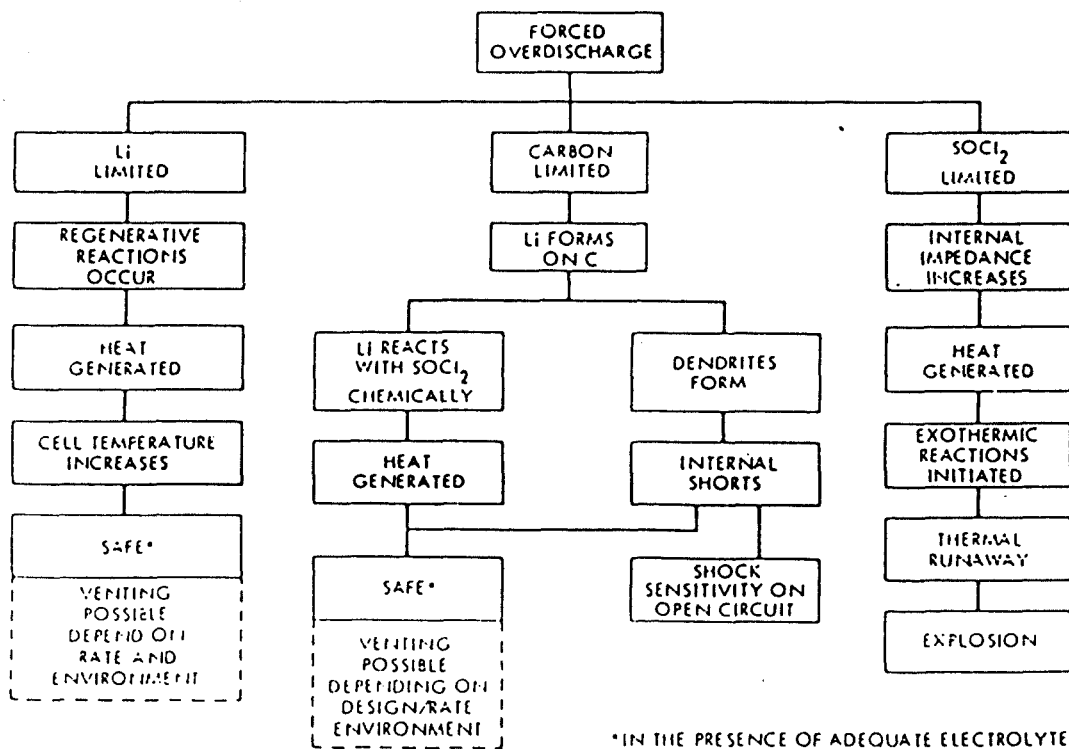 FORCED
OVERDISCHARGE
Li
LIMITED
REGENERATIVE
REACTIONS
OCCUR
HEAT
GENERATED
CELL TEMPERATURE
INCREASES
SAFE*
VENTING
POSSIBLE
DEPEND ON
RATE AND
ENVIRONMENT
CARBON
LIMITED
Li FORMS
ON C
Li REACTS
WITH SOCl₂
CHEMICALLY
HEAT
GENERATED
SAFE*
VENTING
POSSIBLE
DEPENDING ON
DESIGN/RATE
ENVIRONMENT
DENDRITES
FORM
INTERNAL
SHORTS
SHOCK
SENSITIVITY ON
OPEN CIRCUIT
SOCl₂
LIMITED
INTERNAL
IMPEDANCE
INCREASES
HEAT
GENERATED
EXOTHERMIC
REACTIONS
INITIATED
THERMAL
RUNAWAY
EXPLOSION
*IN THE PRESENCE OF ADEQUATE ELECTROLYTE